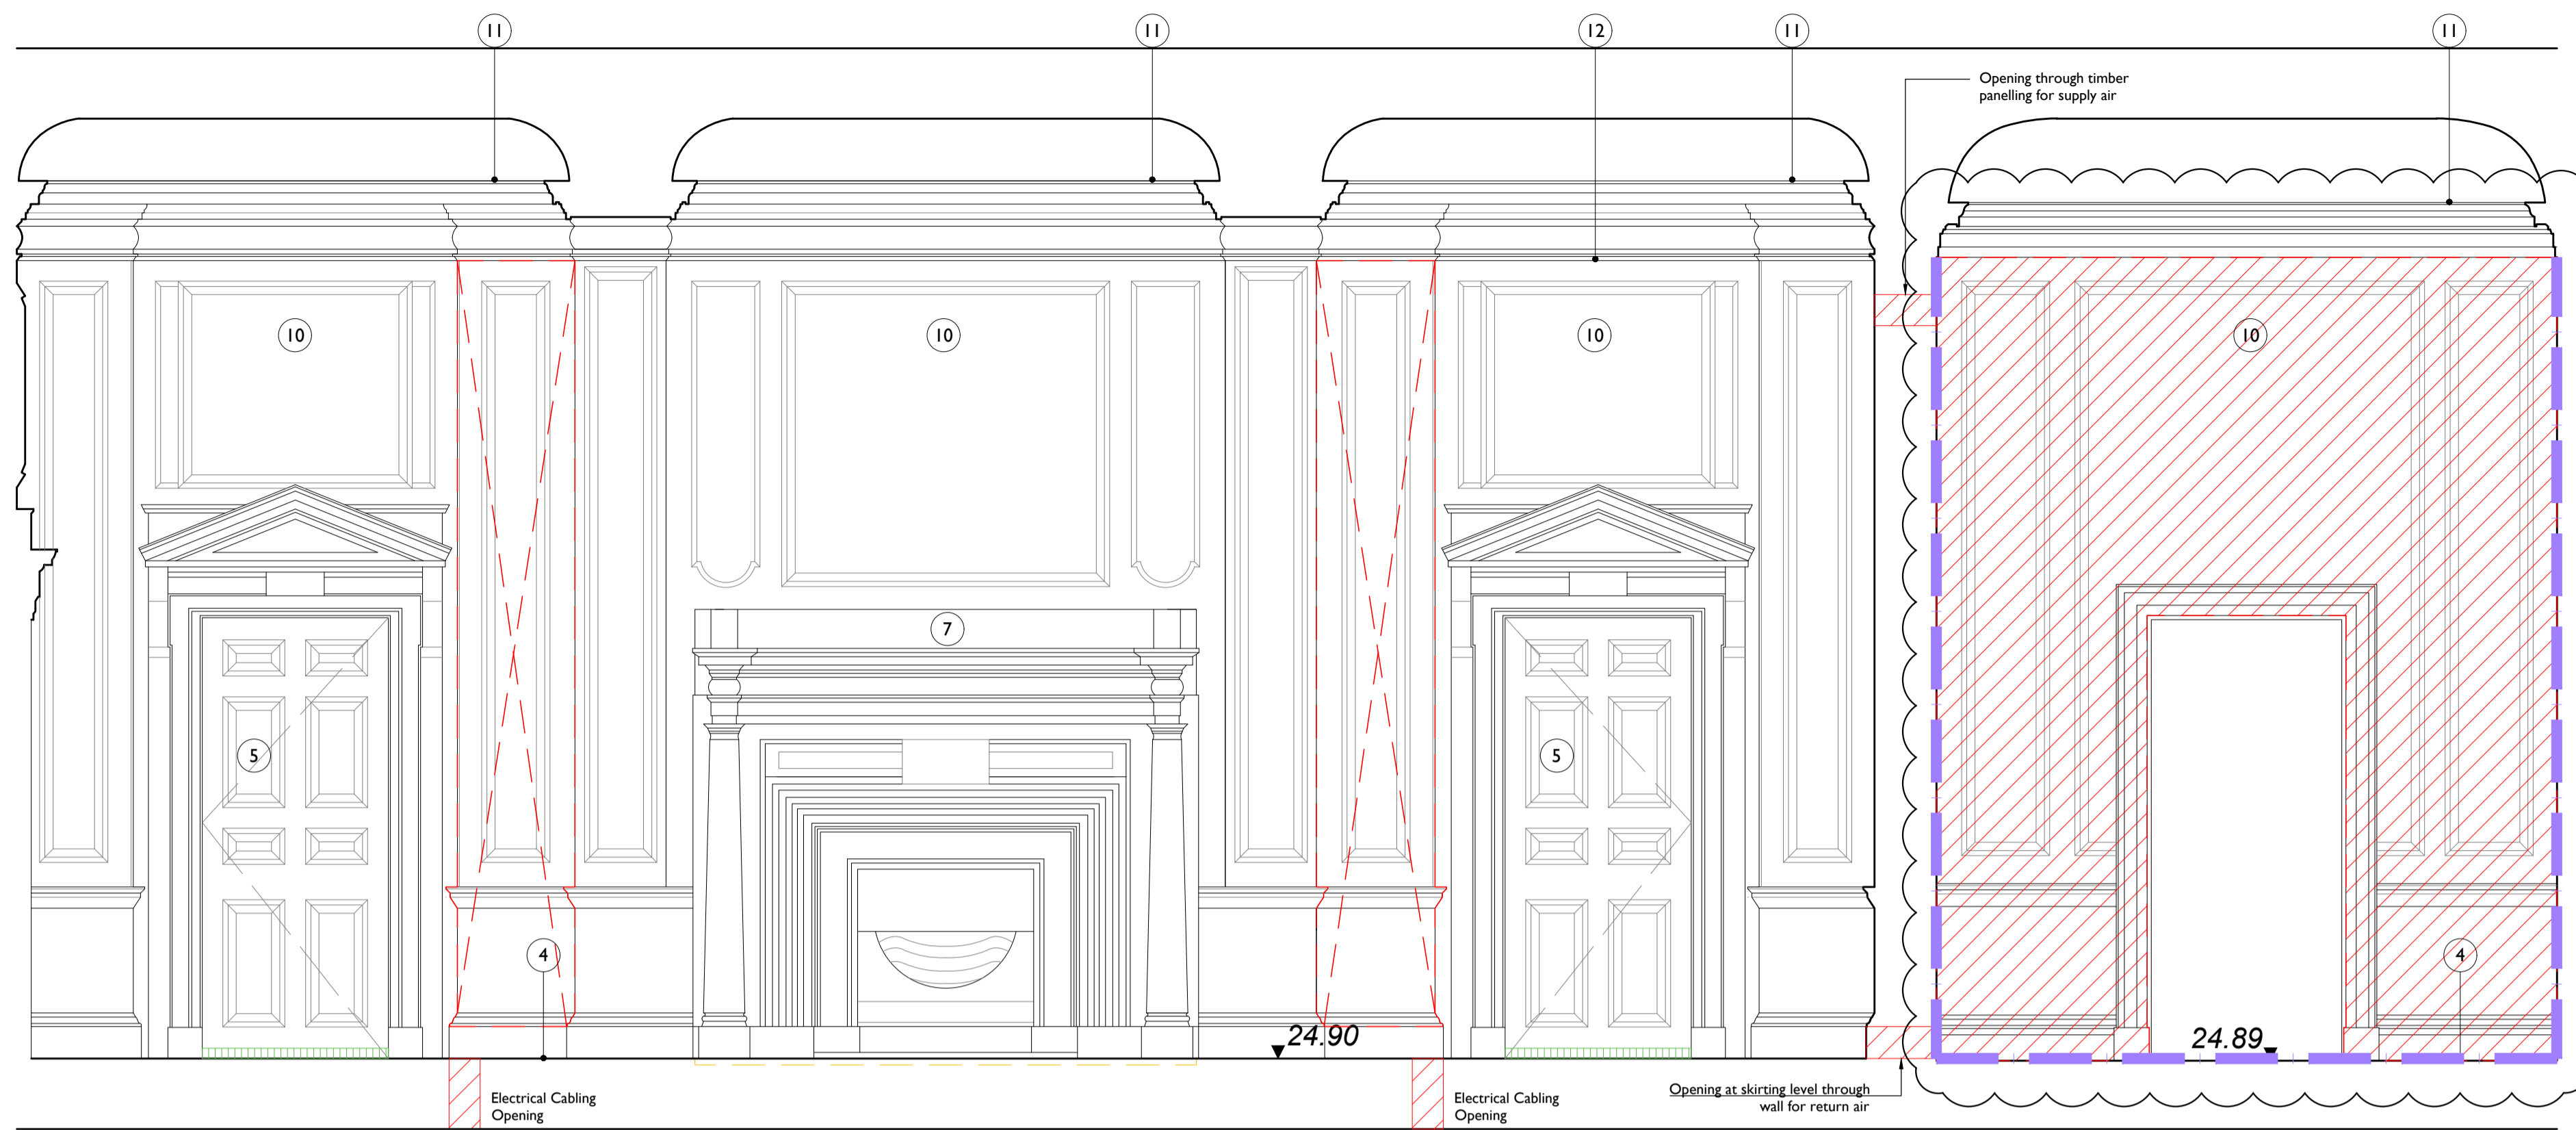 11
11
12
11
11
Opening through timber
panelling for supply air
10
10
10
10
7
5
5
4
4
24.90
24.89
Electrical Cabling
Opening
Electrical Cabling
Opening
Opening at skirting level through
wall for return air